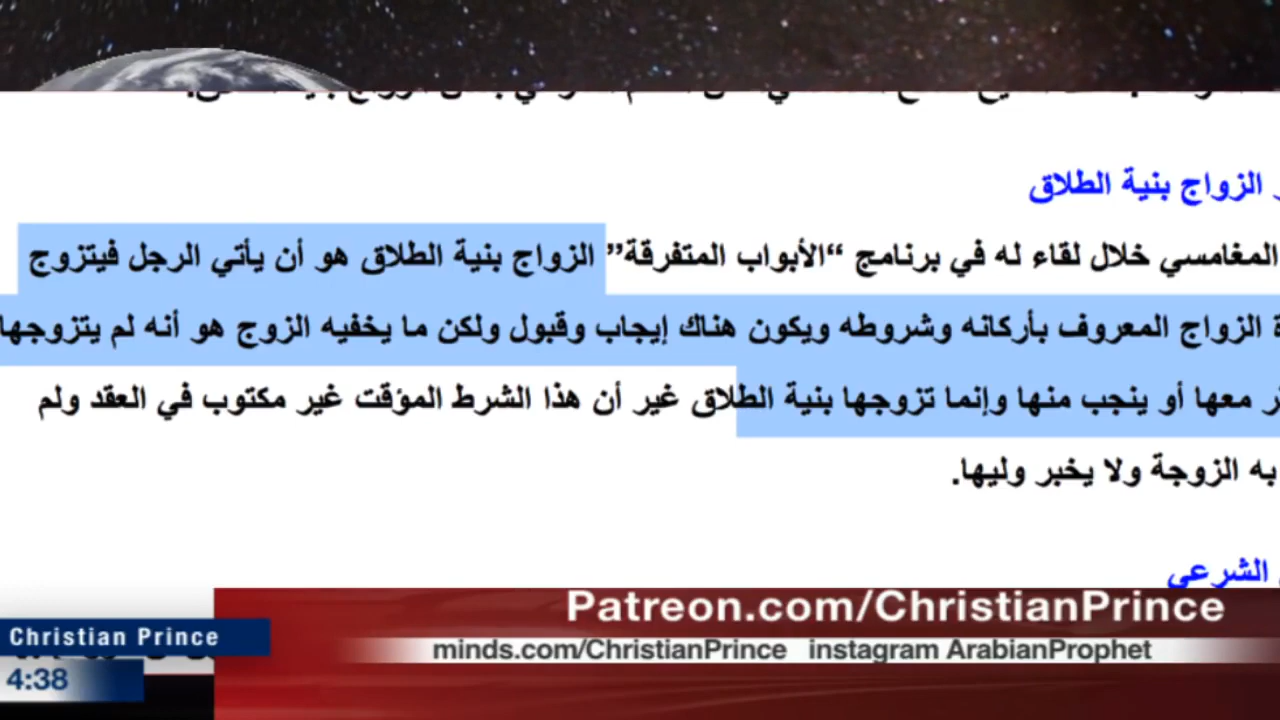 الزواج بنية الطلاق
المغامسي خلال لقاء له في برنامج “الأبواب المتفرقة” الزواج بنية الطلاق هو أن يأتي الرجل فيتزوج
الزواج المعروف بأركانه وشروطه ويكون هناك إيجاب وقبول ولكن ما يخفيه الزوج هو أنه لم يتزوجها
معها أو ينجب منها وإنما تزوجها بنية الطلاق غير أن هذا الشرط المؤقت غير مكتوب في العقد ولم
به الزوجة ولا يخبر وليها.
الشرعي
Patreon.com/ChristianPrince
Christian Prince
minds.com/ChristianPrince instagram ArabianProphet
4:38